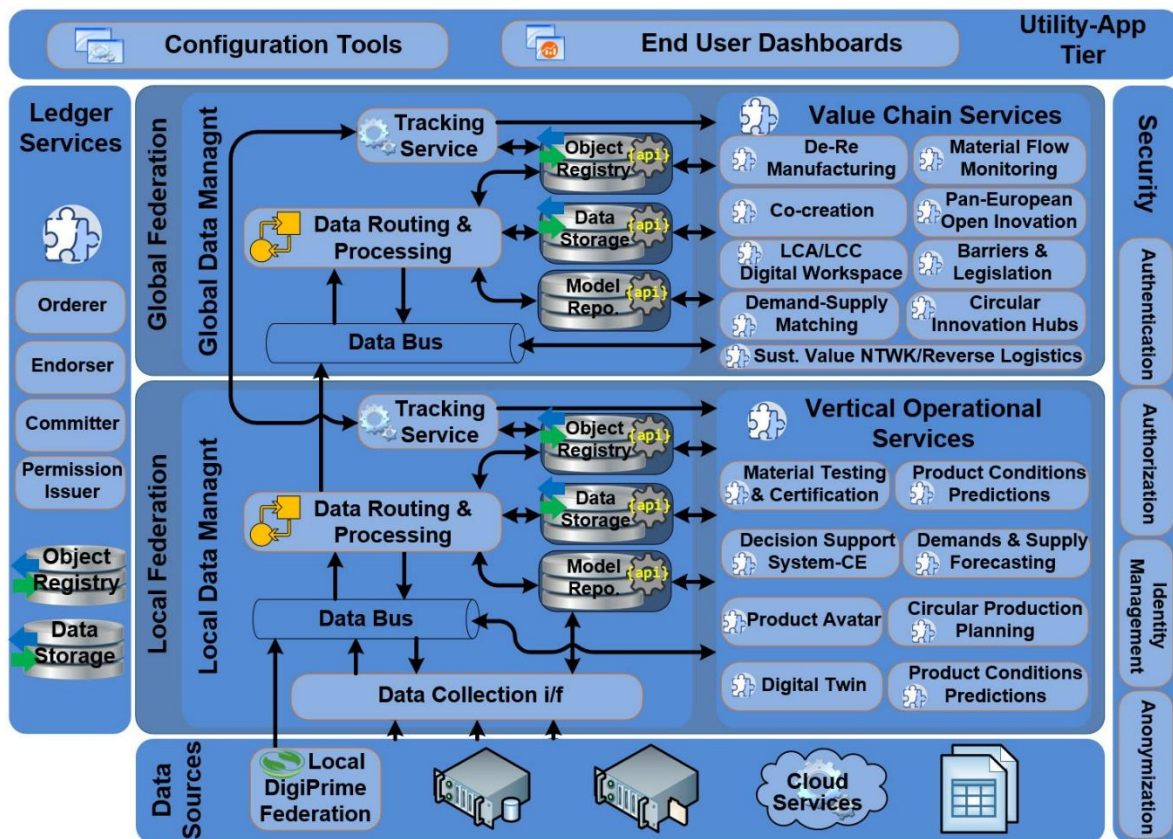 Configuration Tools
End User Dashboards
Utility-App
Tier
Ledger
Services
Orderer
Endorser
Committer
Permission
Issuer
Object
Registry
Data
Storage
Global Federation
Global Data Managnt
Tracking
Service
Data Routing &
Processing
Data Bus
Object
Registry
{api}
Data
Storage
{api}
Model
Repo.
{api}
Value Chain Services
De-Re
Manufacturing
Material Flow
Monitoring
Co-creation
Pan-European
Open Inovation
LCA/LCC
Digital Workspace
Barriers &
Legislation
Demand-Supply
Matching
Circular
Innovation Hubs
Sust. Value NTWK/Reverse Logistics
Local Federation
Local Data Managnt
Tracking
Service
Data Routing &
Processing
Data Bus
Data Collection i/f
Object
Registry
{api}
Data
Storage
{api}
Model
Repo.
{api}
Vertical Operational
Services
Material Testing
& Certification
Product Conditions
Predictions
Decision Support
System-CE
Demands & Supply
Forecasting
Product Avatar
Circular Production
Planning
Digital Twin
Product Conditions
Predictions
Data
Sources
Local
DigiPrime
Federation
Cloud
Services
Security
Authentication
Authorization
Identity
Management
Anonymization